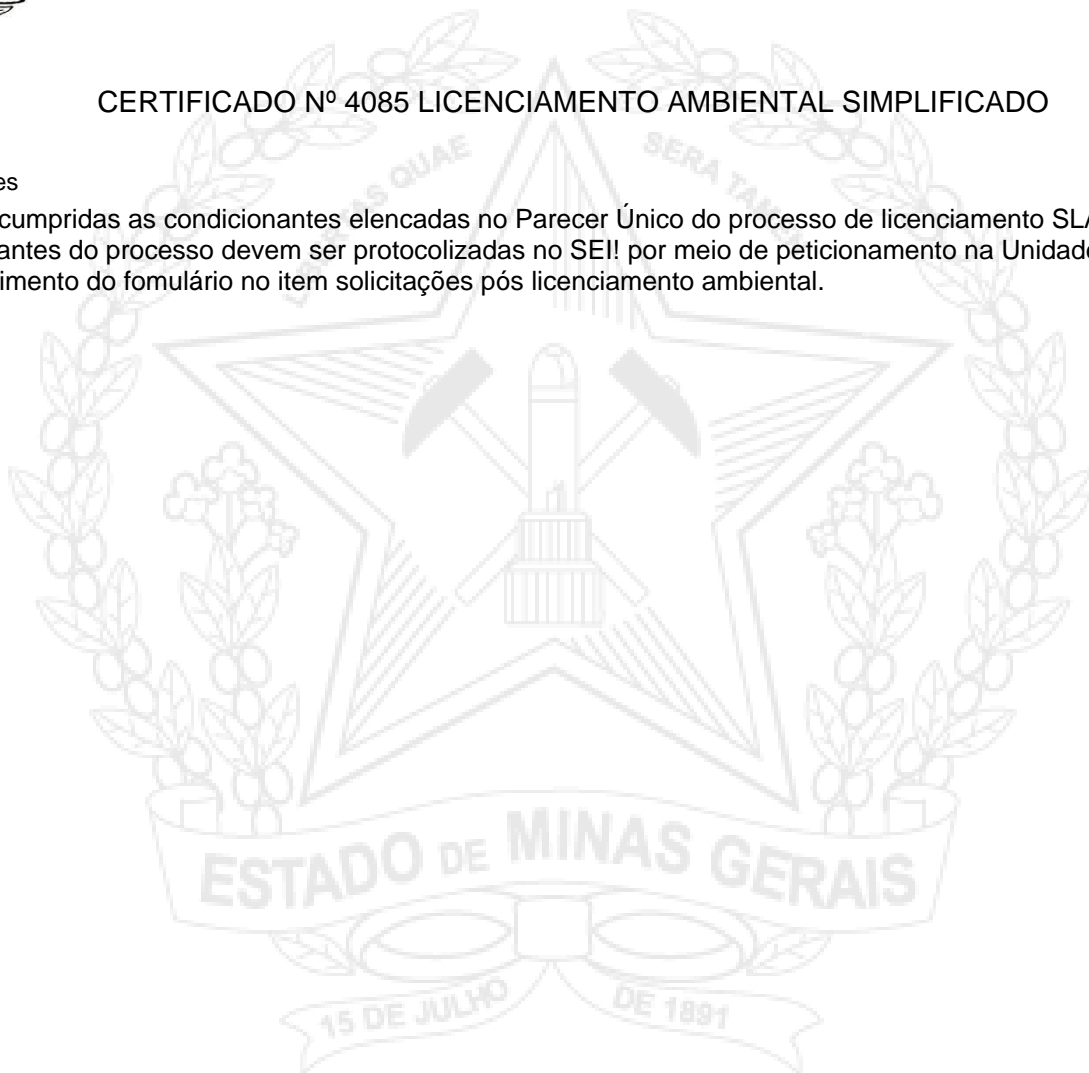 CERTIFICADO Nº 4085 LICENCIAMENTO AMBIENTAL SIMPLIFICADO
es
cumpridas as condicionantes elencadas no Parecer Único do processo de licenciamento SLA
antes do processo devem ser protocolizadas no SEI! por meio de peticionamento na Unidade
imento do fomulário no item solicitações pós licenciamento ambiental.
QUAE SERA TAMEN
ESTADO DE MINAS GERAIS
15 DE JULHO DE 1891